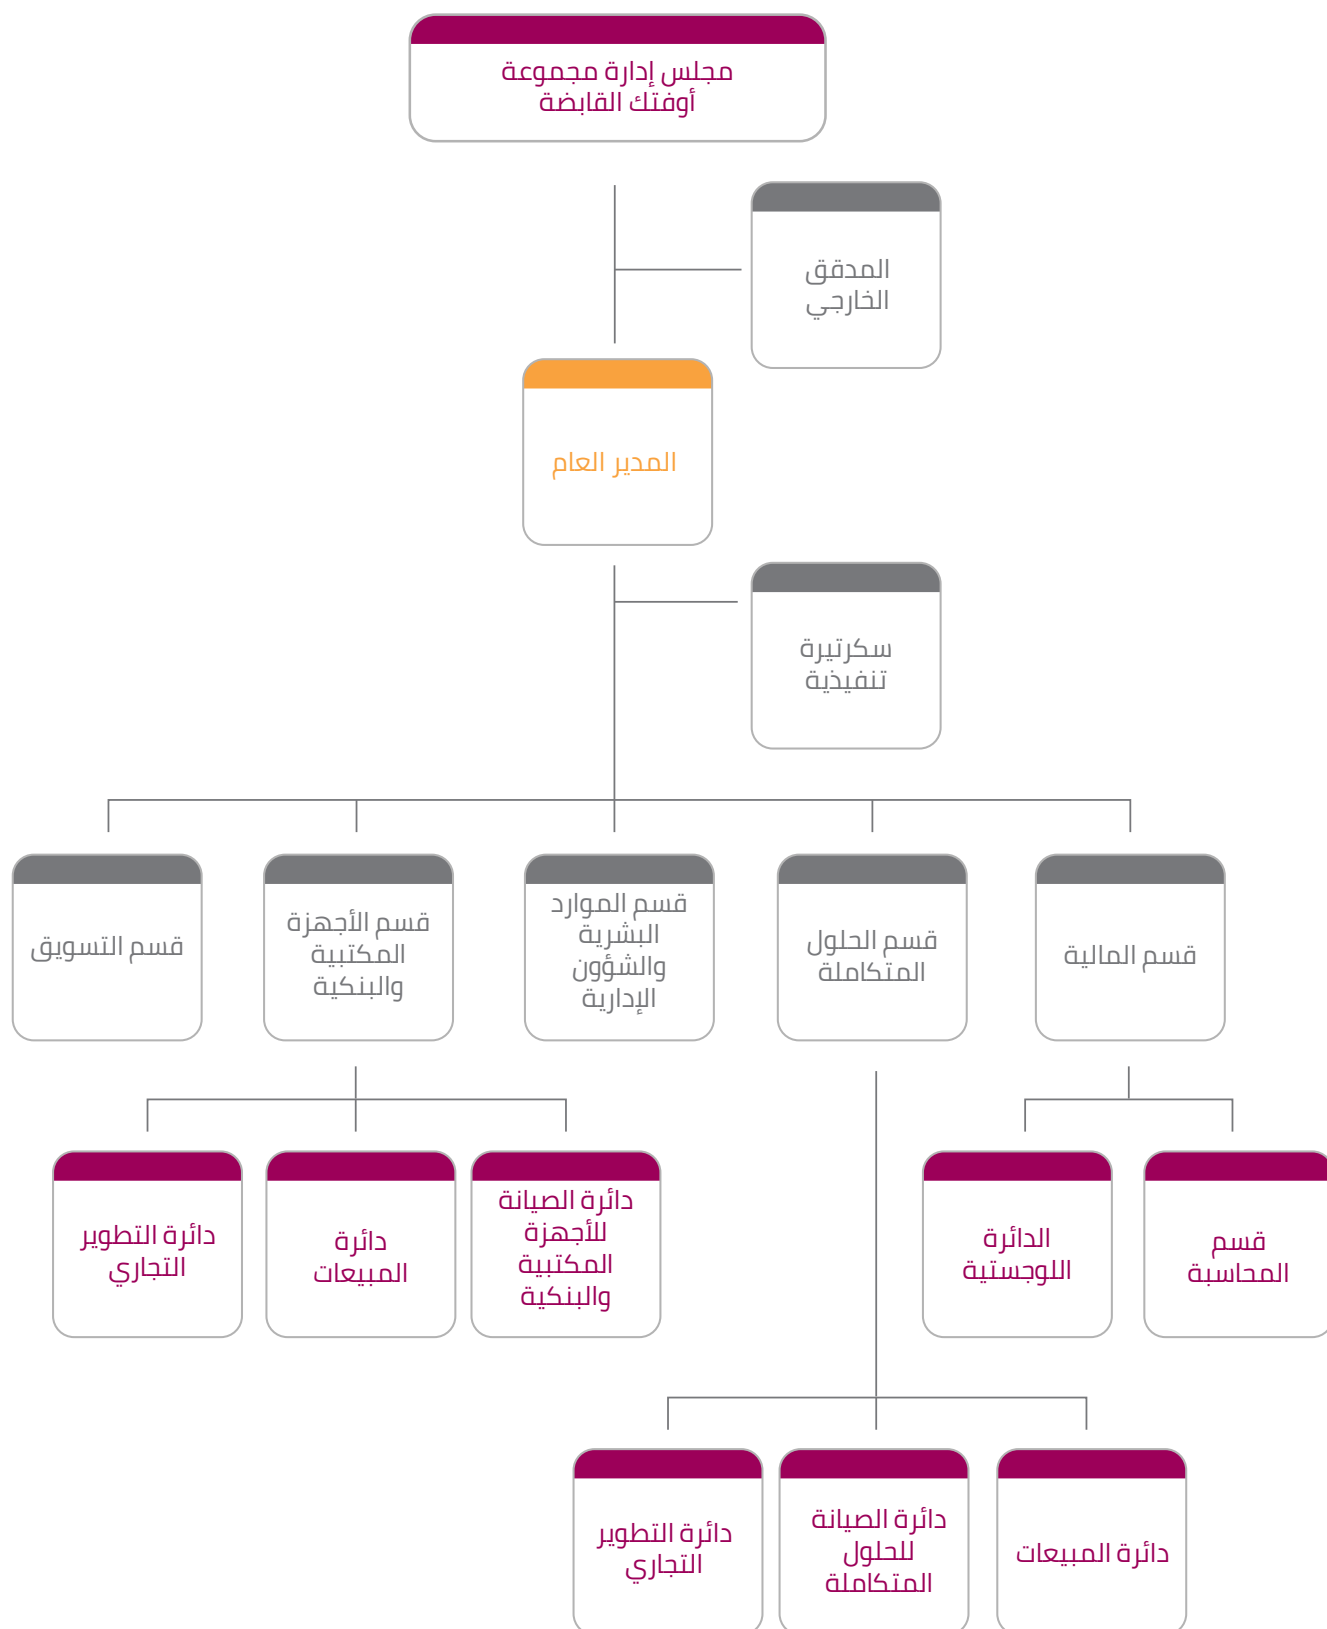 مجلس إدارة مجموعة
أوفتك القابضة
المدقق
الخارجي
المدير العام
سكرتيرة
تنفيذية
قسم المالية
قسم الحلول
المتكاملة
قسم الموارد
البشرية
والشؤون
الإدارية
قسم الأجهزة
المكتبية
والبنكية
قسم التسويق
قسم
المحاسبة
الدائرة
اللوجستية
دائرة الصيانة
للأجهزة
المكتبية
والبنكية
دائرة
المبيعات
دائرة التطوير
التجاري
دائرة المبيعات
دائرة الصيانة
للحلول
المتكاملة
دائرة التطوير
التجاري